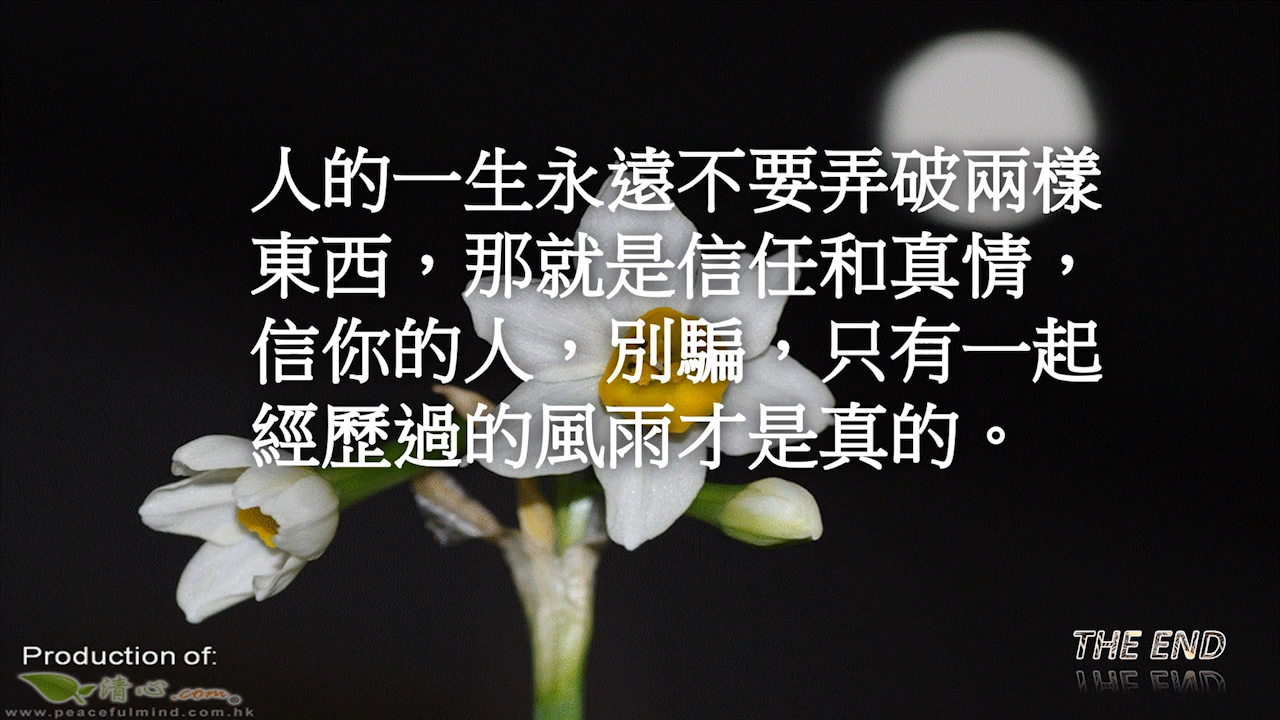 人的一生永遠不要弄破兩樣
東西，那就是信任和真情，
信你的人，別騙，只有一起
經歷過的風雨才是真的。
Production of:
清心.com
www.peacefulmind.com.hk
THE END